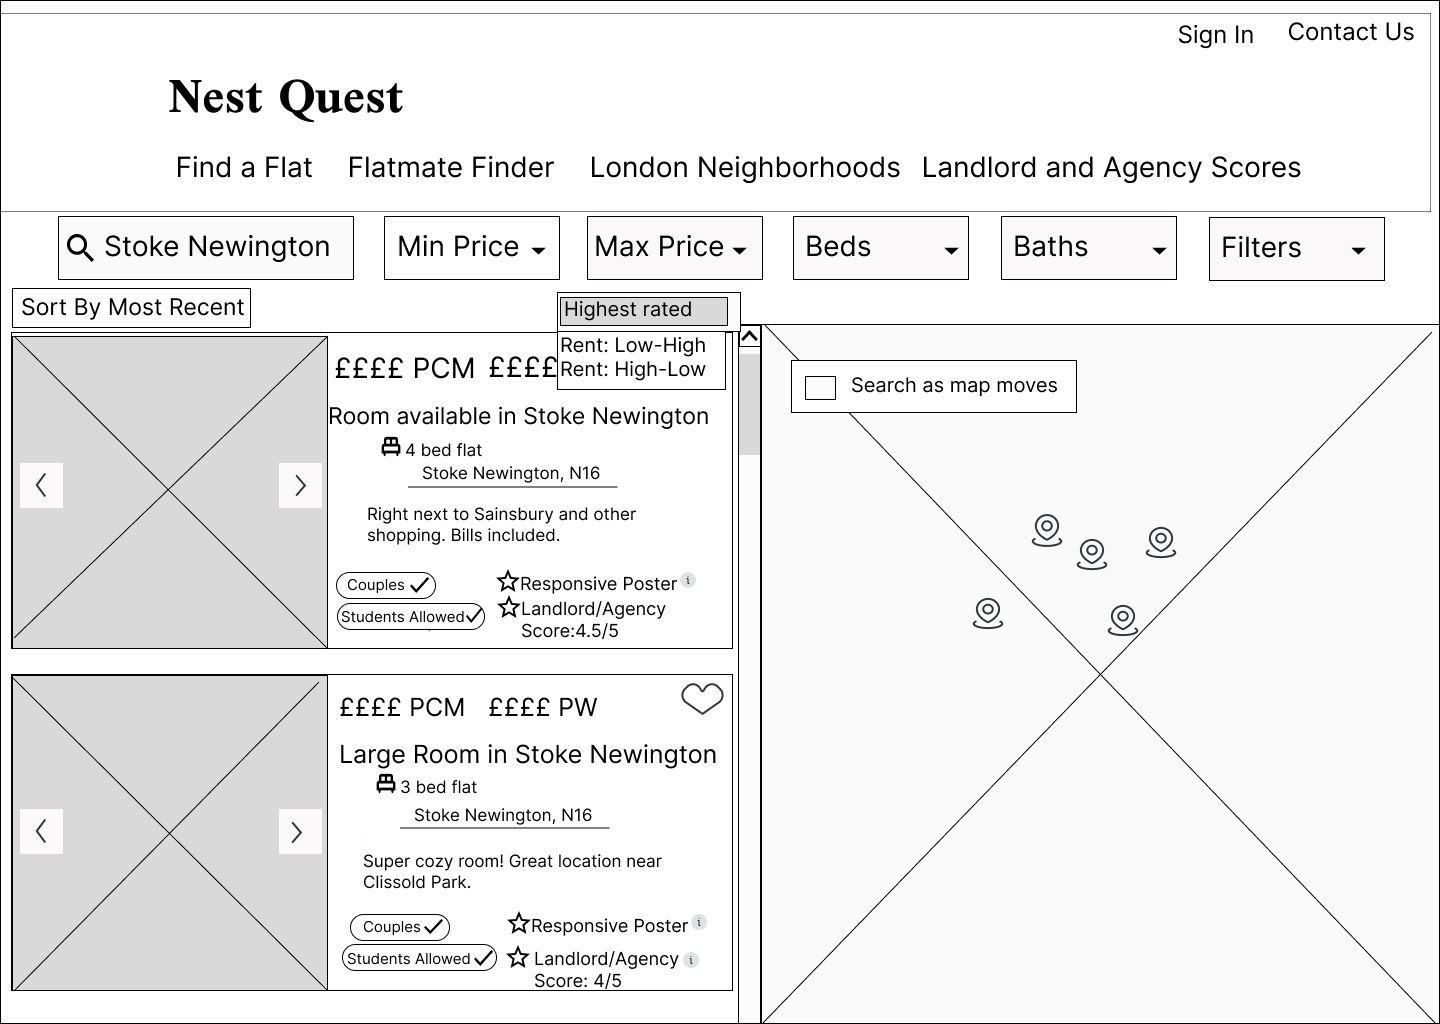 Sign In
Contact Us
Nest Quest
Find a Flat
Flatmate Finder
London Neighborhoods
Landlord and Agency Scores
Stoke Newington
Min Price
Max Price
Beds
Baths
Filters
Sort By Most Recent
Highest rated
Rent: Low-High
Rent: High-Low
££££ PCM ££££
Room available in Stoke Newington
4 bed flat
Stoke Newington, N16
Right next to Sainsbury and other
shopping. Bills included.
Couples
Students Allowed
Responsive Poster i
Landlord/Agency
Score:4.5/5
Search as map moves
££££ PCM ££££ PW
Large Room in Stoke Newington
3 bed flat
Stoke Newington, N16
Super cozy room! Great location near
Clissold Park.
Couples
Students Allowed
Responsive Poster i
Landlord/Agency i
Score: 4/5